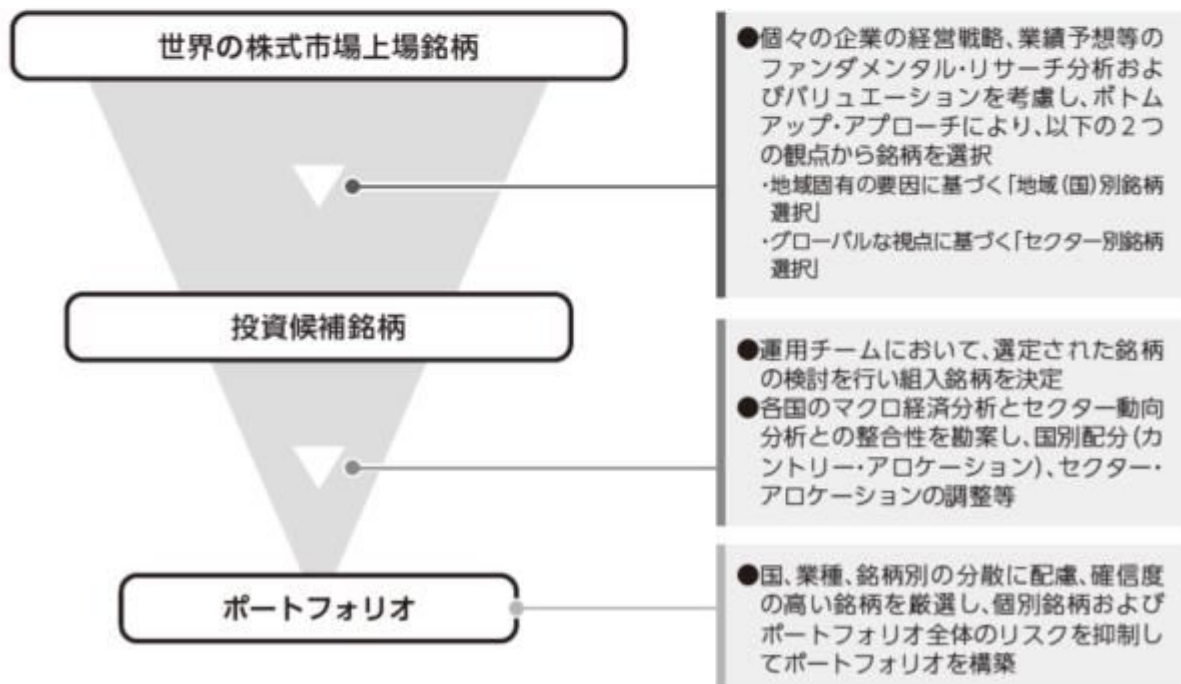 世界の株式市場上場銘柄
●個々の企業の経営戦略、業績予想等の
ファンダメンタル・リサーチ分析およ
びバリュエーションを考慮し、ボトム
アップ・アプローチにより、以下の2つ
の観点から銘柄を選択
・地域固有の要因に基づく「地域(国)別銘柄
選択」
・グローバルな視点に基づく「セクター別銘柄
選択」
投資候補銘柄
●運用チームにおいて、選定された銘柄
の検討を行い組入銘柄を決定
●各国のマクロ経済分析とセクター動向
分析との整合性を勘案し、国別配分(カ
ントリー・アロケーション)、セクター・
アロケーションの調整等
ポートフォリオ
●国、業種、銘柄別の分散に配慮、確信度
の高い銘柄を厳選し、個別銘柄および
ポートフォリオ全体のリスクを抑制し
てポートフォリオを構築